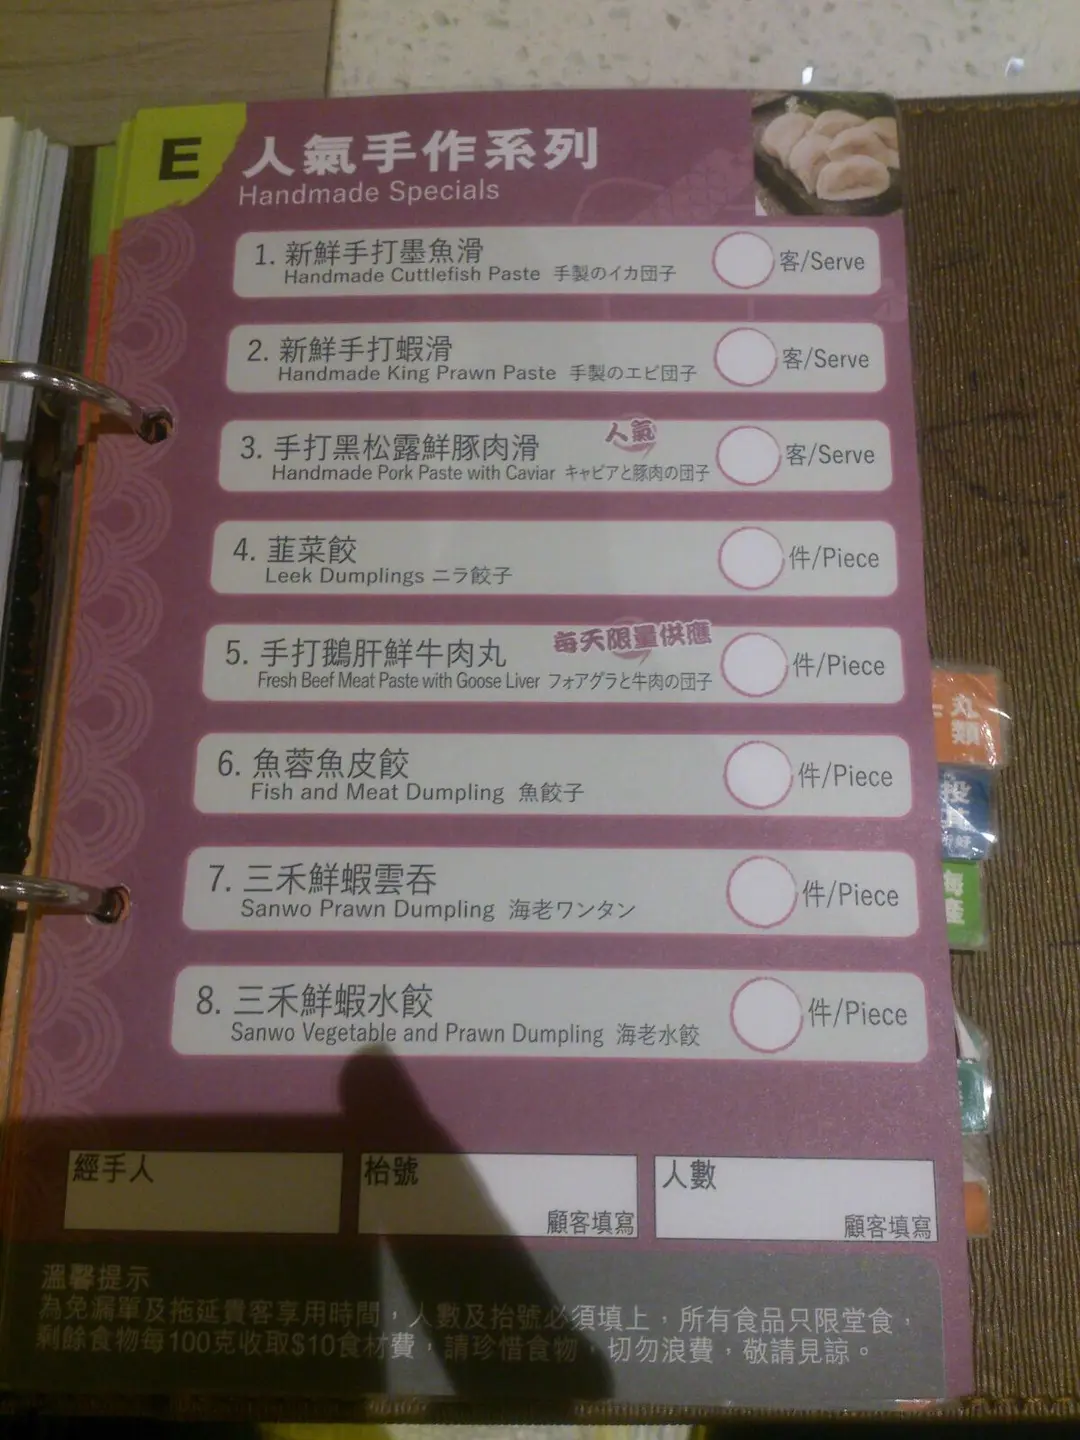 E
人氣手作系列
Handmade Specials
1. 新鮮手打墨魚滑
Handmade Cuttlefish Paste 手製のイカ団子
客/Serve
2. 新鮮手打蝦滑
Handmade King Prawn Paste 手製のエビ団子
客/Serve
3. 手打黑松露鮮豚肉滑
人氣
Handmade Pork Paste with Caviar キャビアと豚肉の団子
客/Serve
4. 韮菜餃
Leek Dumplings ニラ餃子
件/Piece
5. 手打鵝肝鮮牛肉丸
每天限量供應
Fresh Beef Meat Paste with Goose Liver フォアグラと牛肉の団子
件/Piece
6. 魚蓉魚皮餃
Fish and Meat Dumpling 魚餃子
件/Piece
7. 三禾鮮蝦雲吞
Sanwo Prawn Dumpling 海老ワンタン
件/Piece
8. 三禾鮮蝦水餃
Sanwo Vegetable and Prawn Dumpling 海老水餃
件/Piece
經手人
枱號
顧客填寫
人數
顧客填寫
溫馨提示
為免漏單及拖延貴客享用時間，人數及枱號必須填上，所有食品只限堂食，
剩餘食物每100克收取$10食材費，請珍惜食物，切勿浪費，敬請見諒。
丸
類
海
產